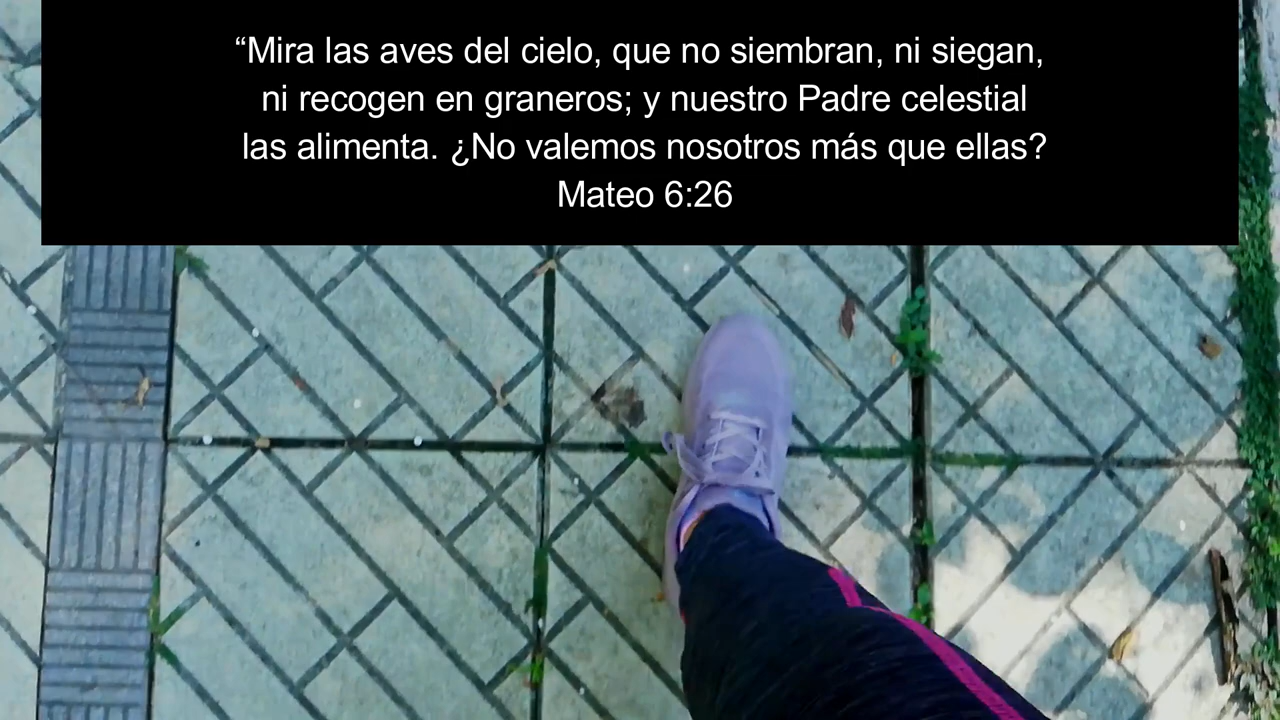 “Mira las aves del cielo, que no siembran, ni siegan,
ni recogen en graneros; y nuestro Padre celestial
las alimenta. ¿No valemos nosotros más que ellas?
Mateo 6:26